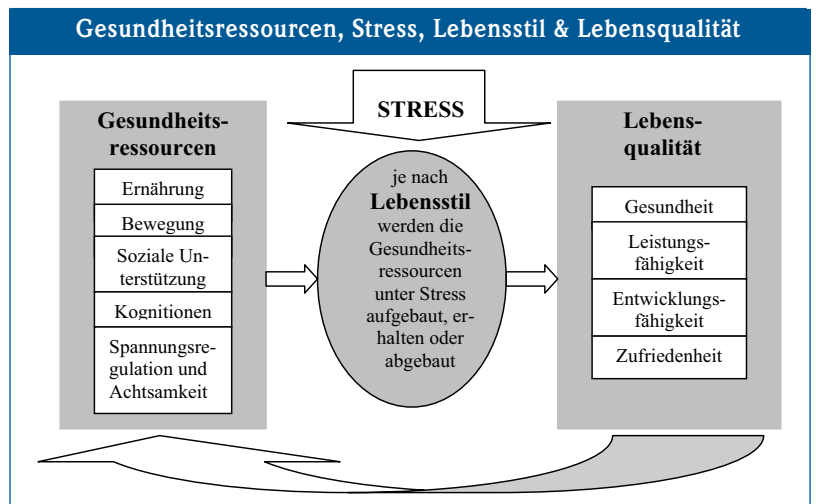 Gesundheitsressourcen, Stress, Lebensstil & Lebensqualität
STRESS
Gesundheits-
ressourcen
Ernährung
Bewegung
Soziale Un-
terstützung
Kognitionen
Spannungsre-
gulation und
Achtsamkeit
je nach
Lebensstil
werden die
Gesundheits-
ressourcen
unter Stress
aufgebaut, er-
halten oder
abgebaut
Lebens-
qualität
Gesundheit
Leistungs-
fähigkeit
Entwicklungs-
fähigkeit
Zufriedenheit